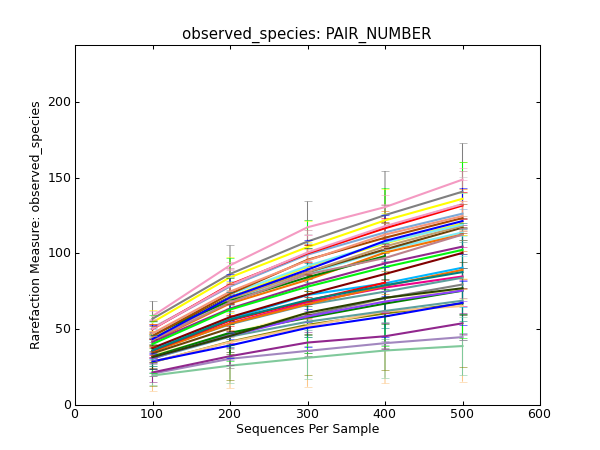 observed_species: PAIR_NUMBER
Rarefaction Measure: observed_species
200
150
100
50
0
0 100 200 300 400 500 600
Sequences Per Sample